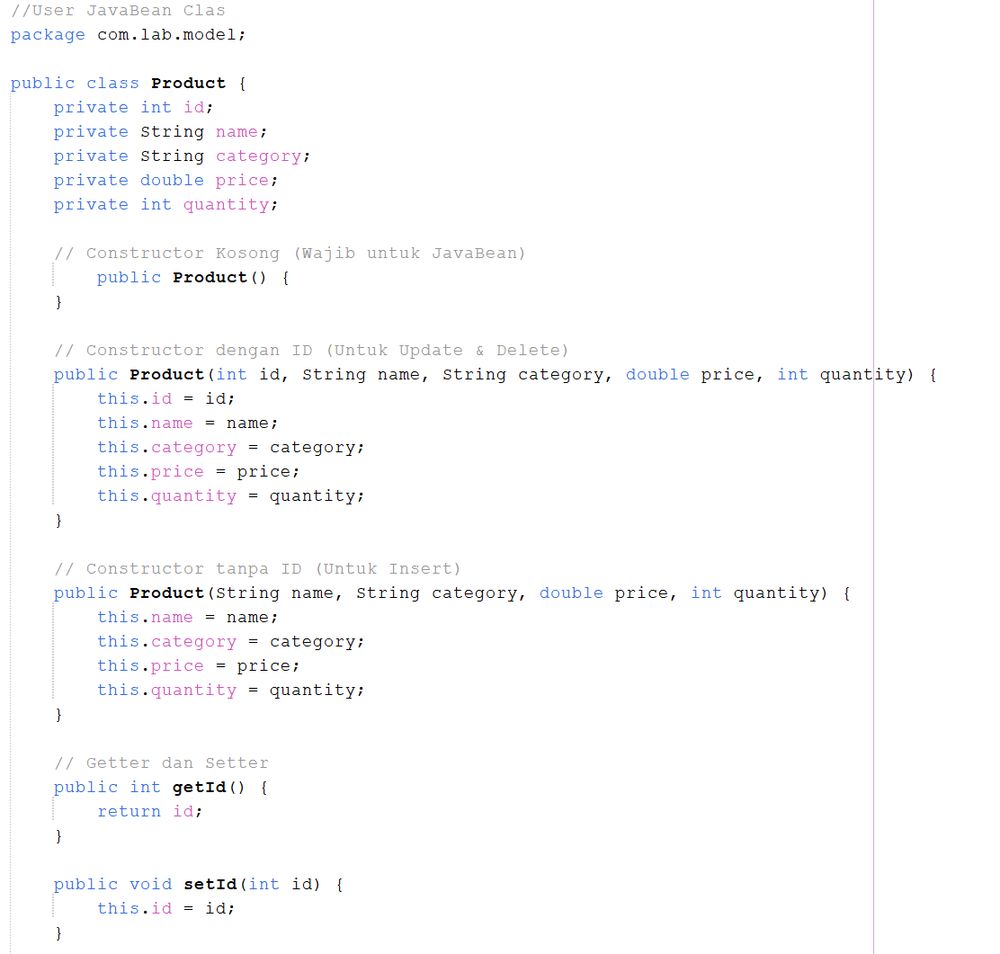 //User JavaBean Clas
package com.lab.model;

public class Product {
    private int id;
    private String name;
    private String category;
    private double price;
    private int quantity;

    // Constructor Kosong (Wajib untuk JavaBean)
        public Product() {
    }

    // Constructor dengan ID (Untuk Update & Delete)
    public Product(int id, String name, String category, double price, int quantity) {
        this.id = id;
        this.name = name;
        this.category = category;
        this.price = price;
        this.quantity = quantity;
    }

    // Constructor tanpa ID (Untuk Insert)
    public Product(String name, String category, double price, int quantity) {
        this.name = name;
        this.category = category;
        this.price = price;
        this.quantity = quantity;
    }

    // Getter dan Setter
    public int getId() {
        return id;
    }

    public void setId(int id) {
        this.id = id;
    }